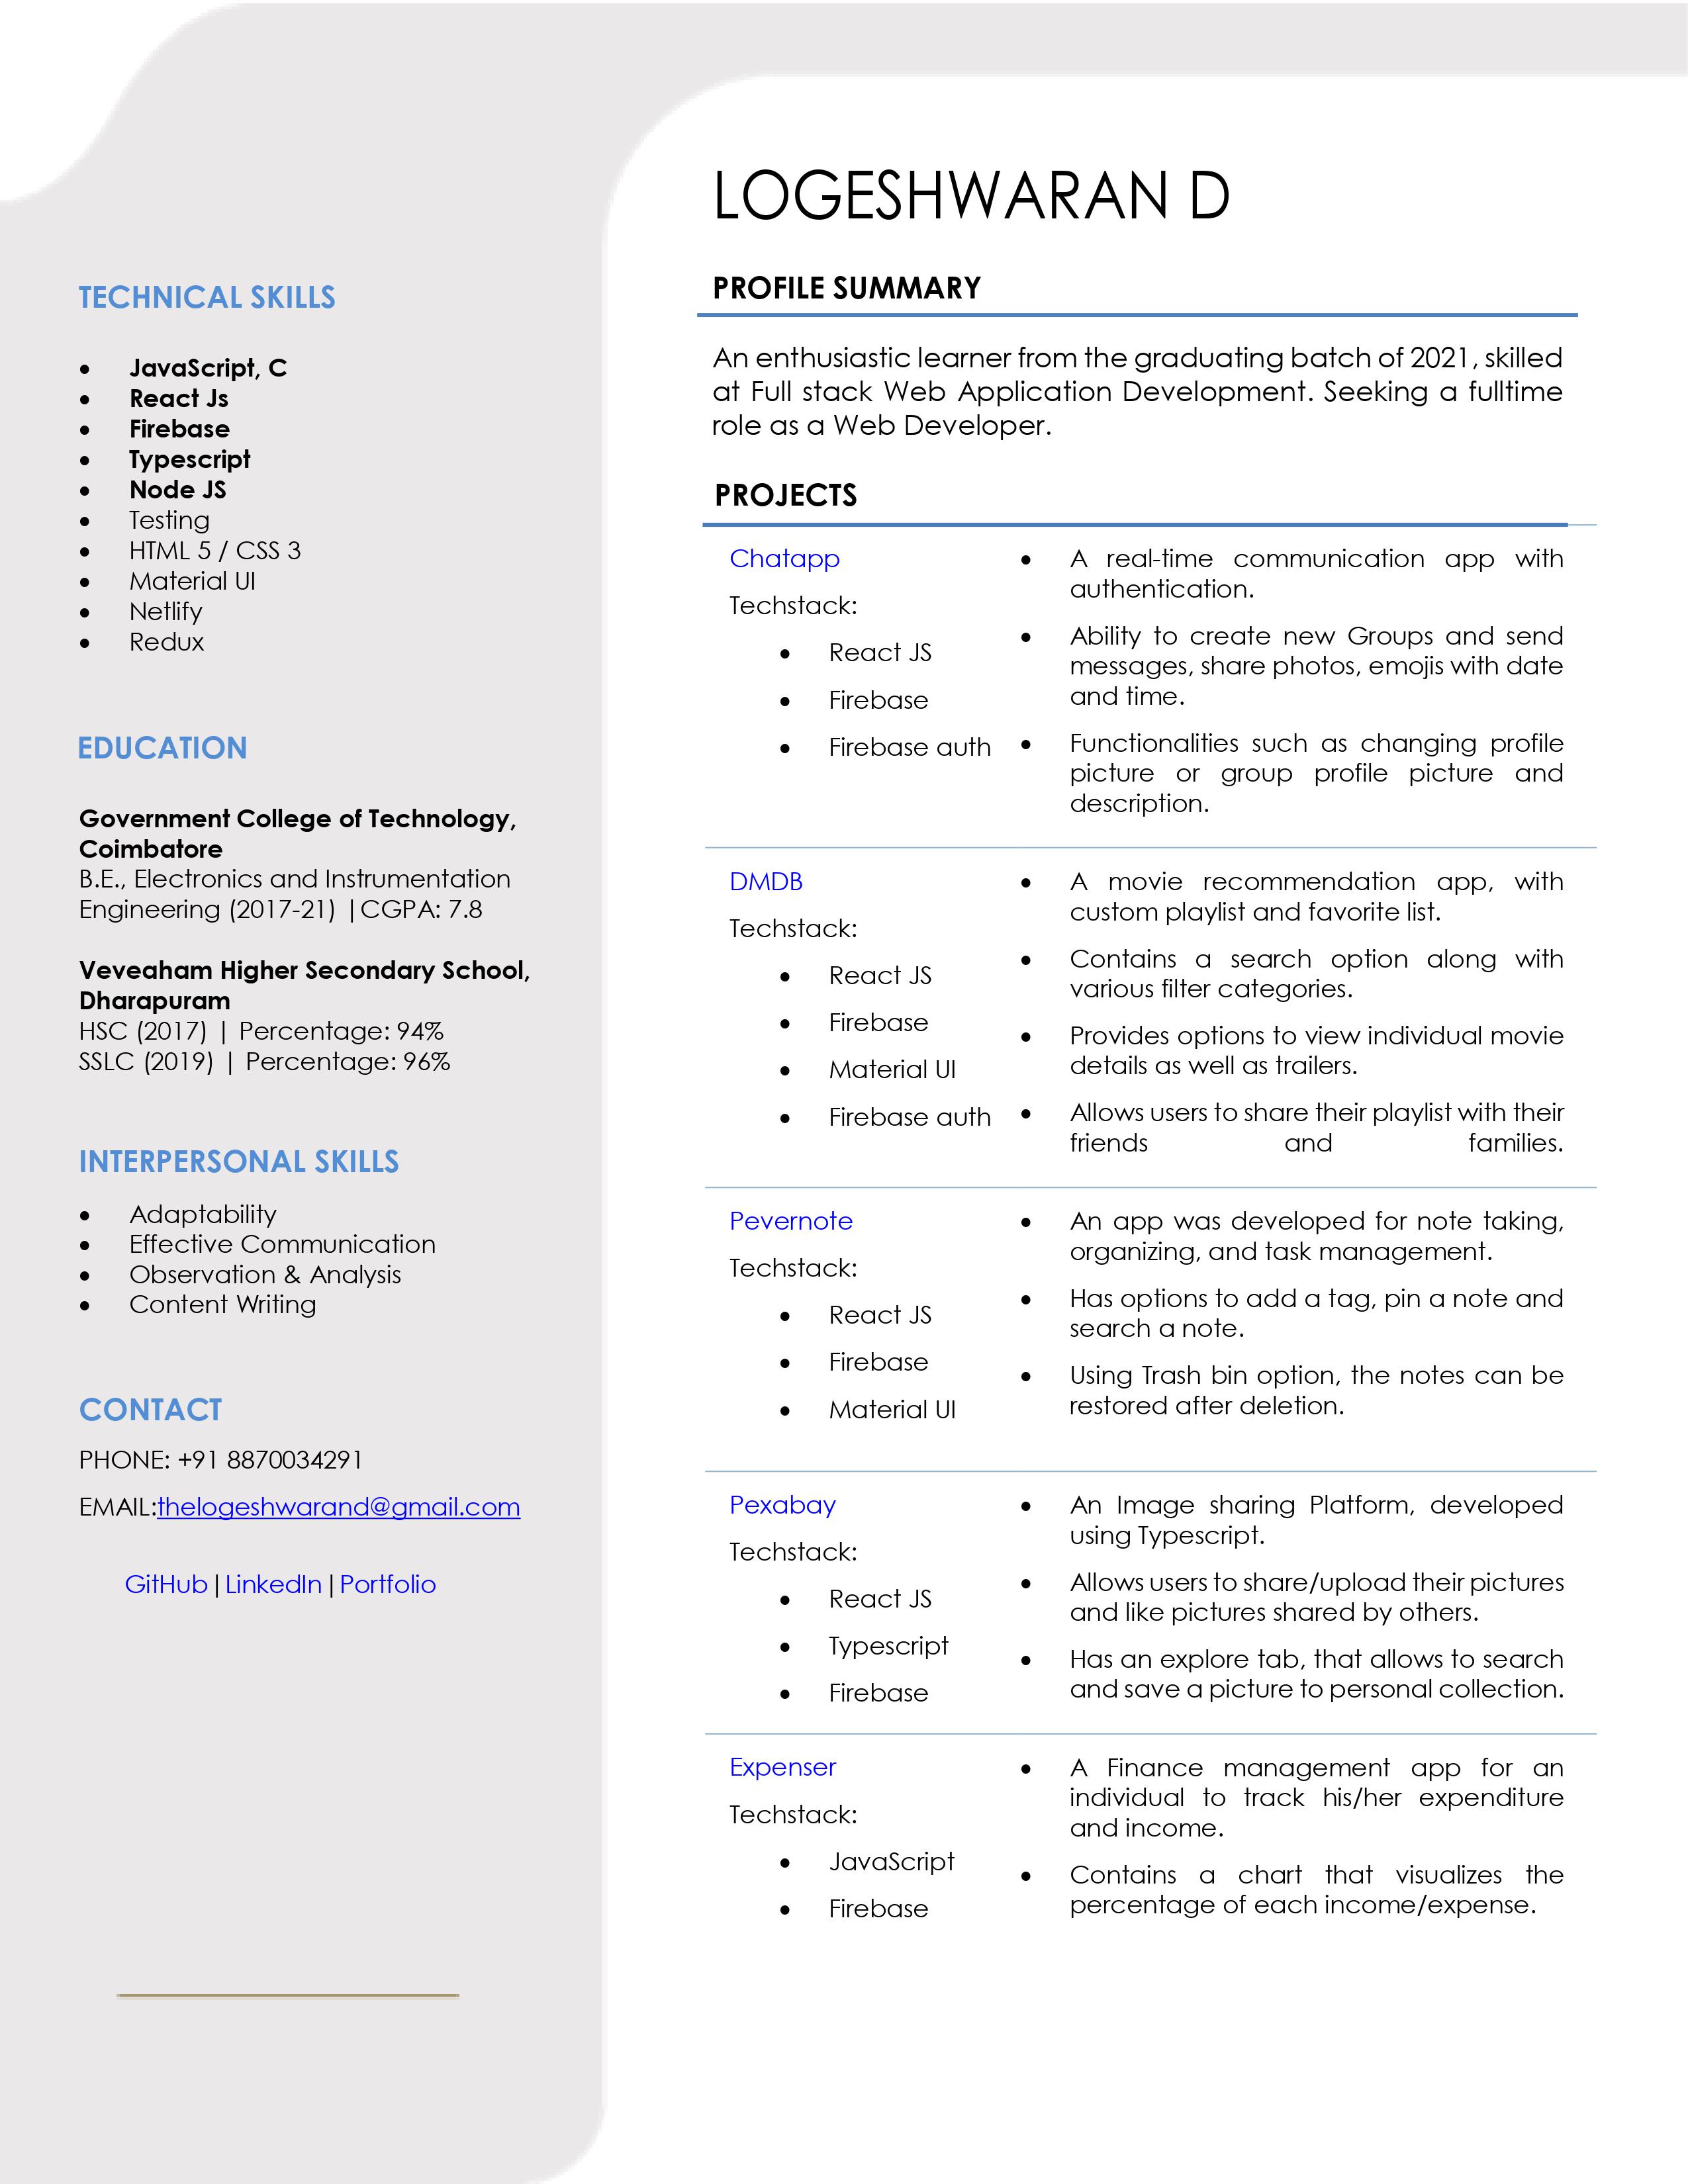 LOGESHWARAN D
TECHNICAL SKILLS
• JavaScript, C
• React Js
• Firebase
• Typescript
• Node JS
• Testing
• HTML 5 / CSS 3
• Material UI
• Netlify
• Redux
EDUCATION
Government College of Technology,
Coimbatore
B.E., Electronics and Instrumentation
Engineering (2017-21) |CGPA: 7.8
Veveaham Higher Secondary School,
Dharapuram
HSC (2017) | Percentage: 94%
SSLC (2019) | Percentage: 96%
INTERPERSONAL SKILLS
• Adaptability
• Effective Communication
• Observation & Analysis
• Content Writing
CONTACT
PHONE: +91 8870034291
EMAIL:thelogeshwarand@gmail.com
GitHub|LinkedIn|Portfolio
PROFILE SUMMARY
An enthusiastic learner from the graduating batch of 2021, skilled
at Full stack Web Application Development. Seeking a fulltime
role as a Web Developer.
PROJECTS
Chatapp
Techstack:
• React JS
• Firebase
• Firebase auth
• A real-time communication app with
authentication.
• Ability to create new Groups and send
messages, share photos, emojis with date
and time.
• Functionalities such as changing profile
picture or group profile picture and
description.
DMDB
Techstack:
• React JS
• Firebase
• Material UI
• Firebase auth
• A movie recommendation app, with
custom playlist and favorite list.
• Contains a search option along with
various filter categories.
• Provides options to view individual movie
details as well as trailers.
• Allows users to share their playlist with their
friends and families.
Pevernote
Techstack:
• React JS
• Firebase
• Material UI
• An app was developed for note taking,
organizing, and task management.
• Has options to add a tag, pin a note and
search a note.
• Using Trash bin option, the notes can be
restored after deletion.
Pexabay
Techstack:
• React JS
• Typescript
• Firebase
• An Image sharing Platform, developed
using Typescript.
• Allows users to share/upload their pictures
and like pictures shared by others.
• Has an explore tab, that allows to search
and save a picture to personal collection.
Expenser
Techstack:
• JavaScript
• Firebase
• A Finance management app for an
individual to track his/her expenditure
and income.
• Contains a chart that visualizes the
percentage of each income/expense.